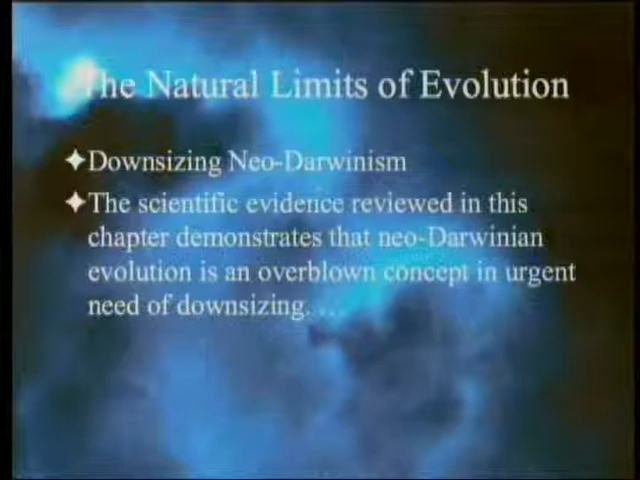 The Natural Limits of Evolution
Downsizing Neo-Darwinism
The scientific evidence reviewed in this
chapter demonstrates that neo-Darwinian
evolution is an overblown concept in urgent
need of downsizing. …